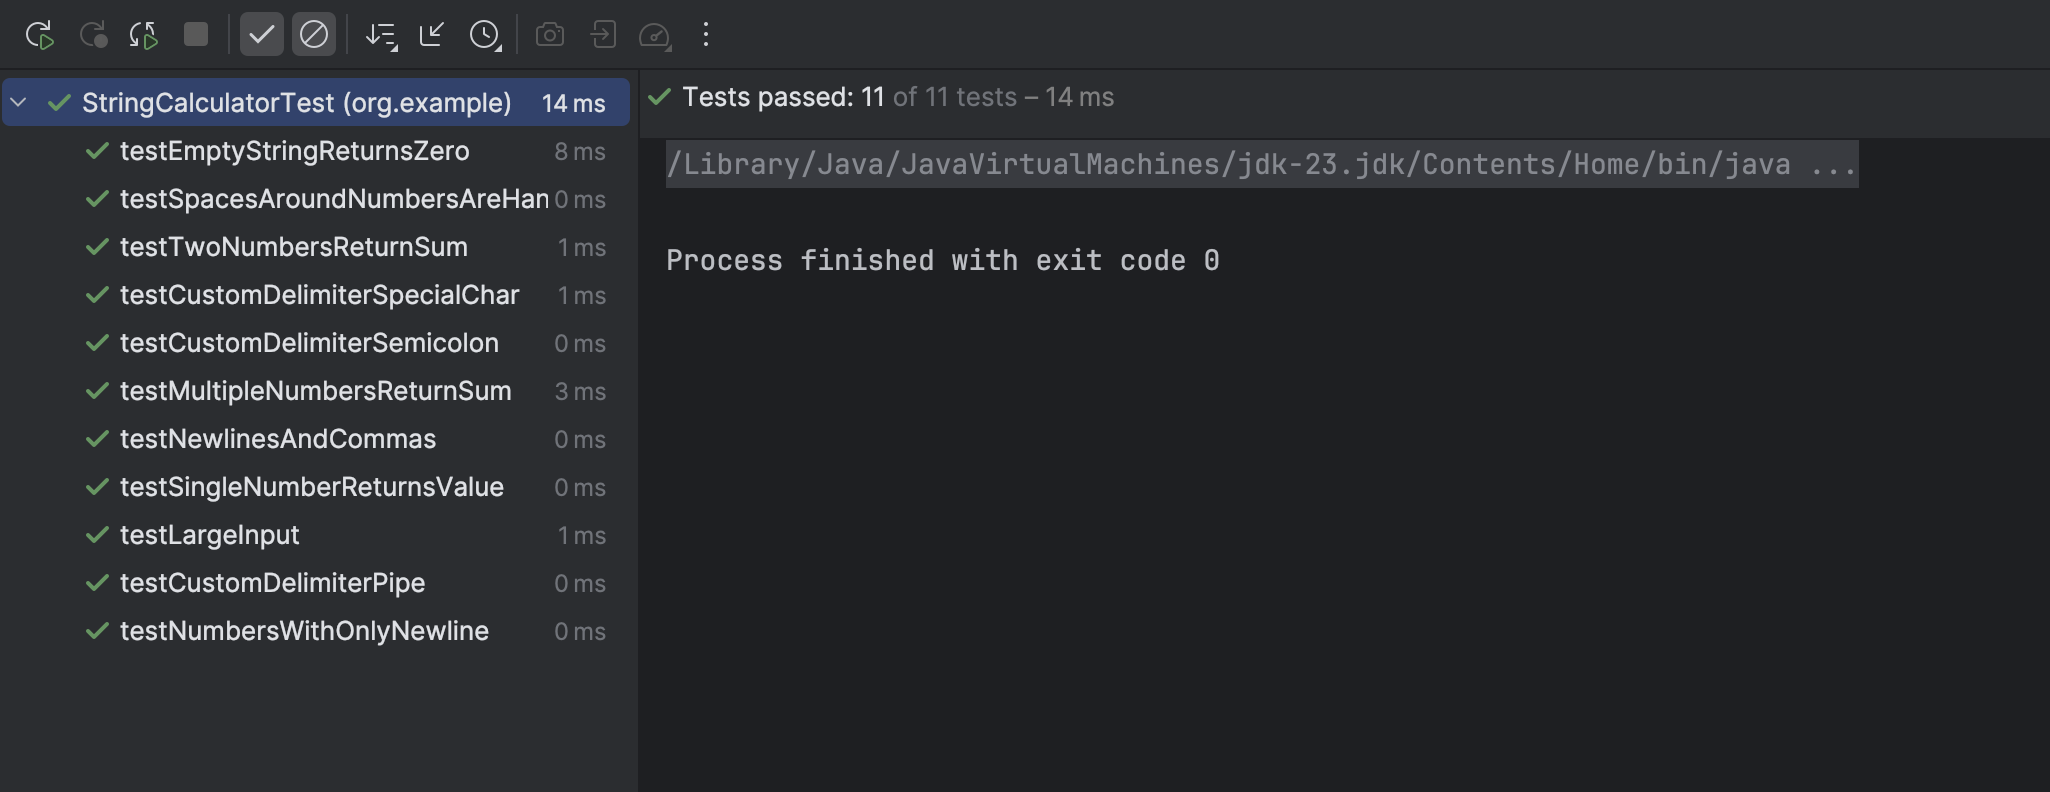 StringCalculatorTest (org.example) 14 ms
testEmptyStringReturnsZero 8 ms
testSpacesAroundNumbersAreHan 0 ms
testTwoNumbersReturnSum 1 ms
testCustomDelimiterSpecialChar 1 ms
testCustomDelimiterSemicolon 0 ms
testMultipleNumbersReturnSum 3 ms
testNewlinesAndCommas 0 ms
testSingleNumberReturnsValue 0 ms
testLargeInput 1 ms
testCustomDelimiterPipe 0 ms
testNumbersWithOnlyNewline 0 ms
Tests passed: 11 of 11 tests – 14 ms
/Library/Java/JavaVirtualMachines/jdk-23.jdk/Contents/Home/bin/java ...
Process finished with exit code 0